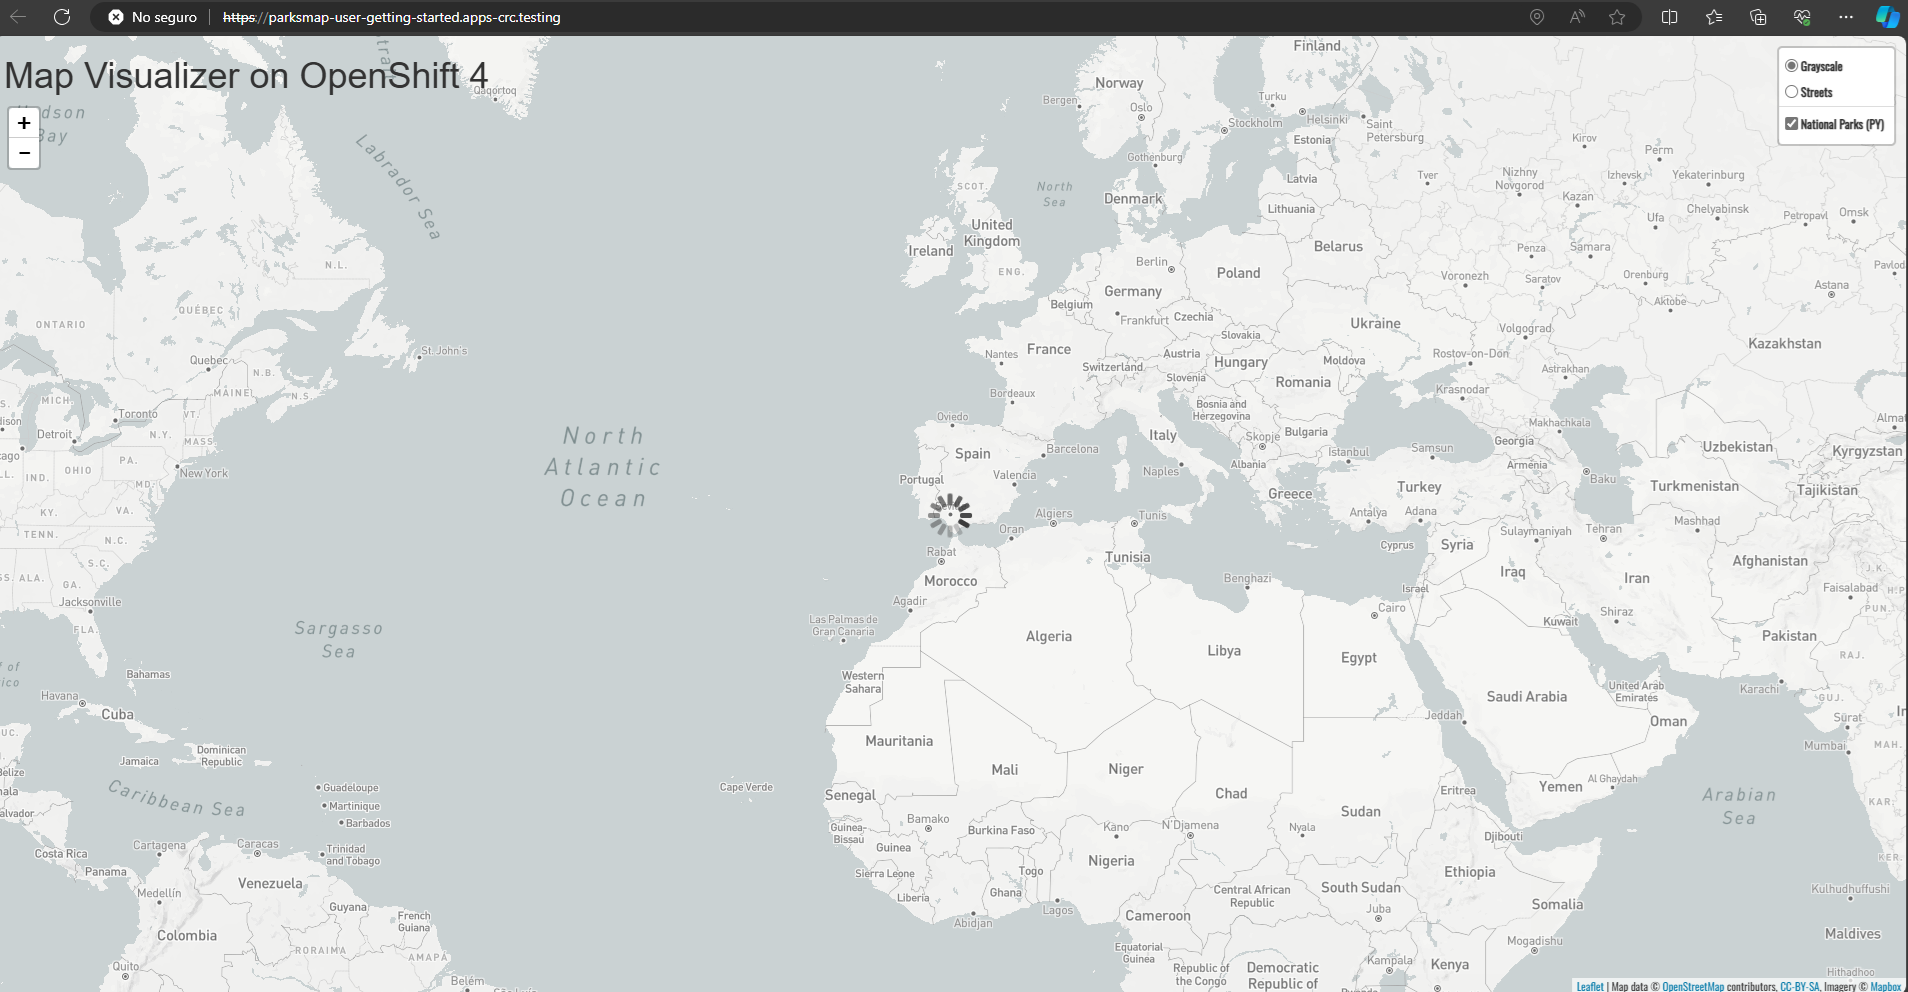 No seguro
https://parksmap-user-getting-started.apps-crc.testing
Map Visualizer on OpenShift 4
+
−
Grayscale
Streets
National Parks (PY)
Finland
Norway
Qaqortoq
Bergen
Oslo
Turku
Helsinki
Stockholm
Saint
Petersburg
Estonia
Kirov
Perm
Labrador Sea
Gothenburg
Latvia
Tver
Nizhny
Novgorod
Izhevsk
Yekaterinburg
Kazan
SCOT.
North
Sea
Denmark
Lithuania
Ufa
Chelyabinsk
Petropavl
Omsk
United
Kingdom
Ireland
Belarus
Penza
Samara
N.L.
ENG.
Berlin
Poland
Voronezh
Saratov
Orenburg
Astana
Pavlod
Germany
Belgium
Aktobe
QUÉBEC
ONTARIO
Frankfurt
Czechia
Slovakia
Ukraine
Volgograd
Kazakhstan
St. John's
Quebec
N.B.
Nantes
France
Austria
Hungary
Moldova
Rostov-on-Don
Switzerland
Slovenia
Romania
Astrakhan
Krasnodar
MAINE
N.S.
MICH.
Bordeaux
Bosnia and
Herzegovina
Toronto
VT.
Oviedo
Makhachkala
Detroit
N.Y.
MASS.
North
Atlantic
Ocean
Spain
Barcelona
Italy
Skopje
Bulgaria
Istanbul
Samsun
Georgia
Uzbekistan
Kyrgyzstan
PA.
OHIO
IND.
New York
Portugal
Valencia
Naples
Albania
Greece
Turkey
Armenia
Baku
Turkmenistan
Tajikistan
MD.
KY.
VA.
Algiers
Tunis
Antalya
Adana
Sulaymaniyah
Tehran
Mashhad
TENN.
N.C.
Oran
Rabat
Tunisia
Cyprus
Syria
Afghanistan
S.C.
ALA.
GA.
Morocco
Benghazi
Israel
Iraq
Iran
J.K.
Faisalabad
H.P.
Jacksonville
Agadir
Cairo
Kuwait
Shiraz
PUN.
FLA.
Sargasso
Sea
Las Palmas de
Gran Canaria
Algeria
Libya
Egypt
Pakistan
RAJ.
Bahamas
Western
Sahara
Saudi Arabia
United Arab
Emirates
Karachi
GUJ.
Havana
Cuba
Jeddah
Oman
Surat
Mumbai
MAH.
Dominican
Republic
Jamaica
Mauritania
Mali
Niger
Chad
Sudan
Eritrea
Yemen
Al Ghaydah
Arabian
Sea
KAR.
Caribbean Sea
Guadeloupe
Martinique
Barbados
Cape Verde
Senegal
Guinea-
Bissau
Bamako
Burkina Faso
Kano
N'Djamena
Nyala
Djibouti
Costa Rica
Cartagena
Caracas
Trinidad
and Tobago
Guinea
Nigeria
Ethiopia
KER.
Panama
Venezuela
Medellín
Sierra Leone
Togo
Ghana
Liberia
Central African
Republic
South Sudan
Somalia
Kulhudhuffushi
Guyana
French
Guiana
Abidjan
Lagos
Cameroon
Juba
Colombia
RORAIMA
AMAPÁ
Equatorial
Guinea
Mogadishu
Maldives
Quito
Belém
Republic of
the Congo
Democratic
Republic of
Kampala
Kenya
Hithadhoo
Leaflet | Map data © OpenStreetMap contributors, CC-BY-SA, Imagery © Mapbox